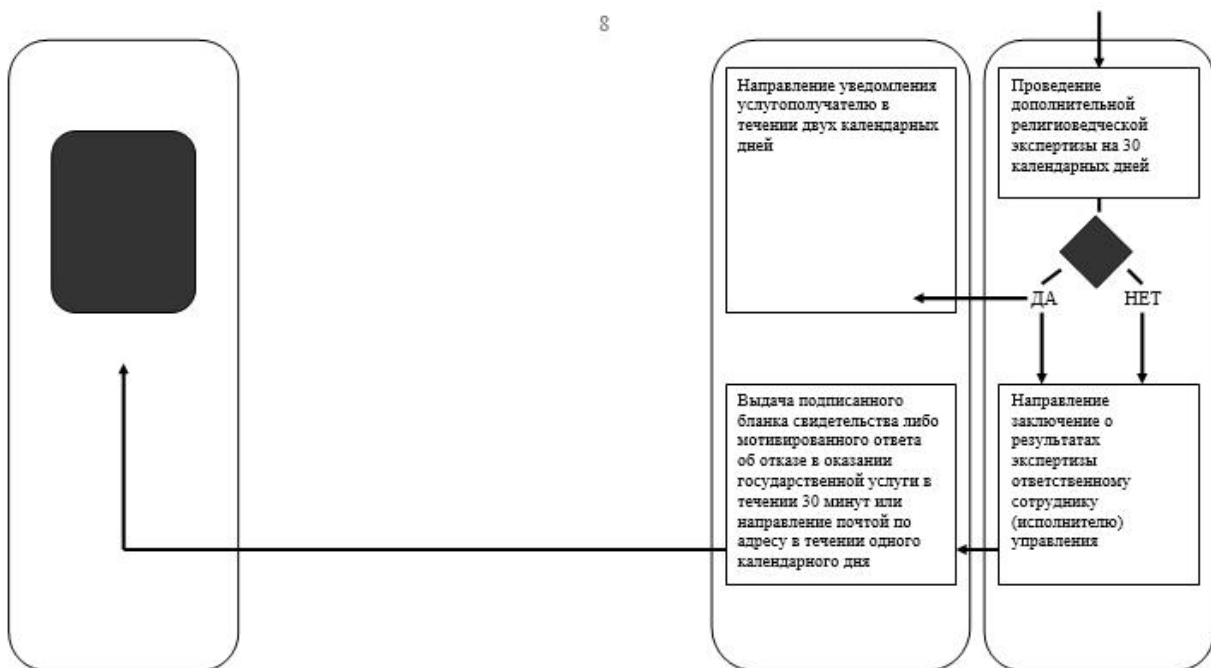 8
Направление уведомления
услугополучателю в
течении двух календарных
дней
Проведение
дополнительной
религиоведческой
экспертизы на 30
календарных дней
ДА
НЕТ
Выдача подписанного
бланка свидетельства либо
мотивированного ответа
об отказе в оказании
государственной услуги в
течении 30 минут или
направление почтой по
адресу в течении одного
календарного дня
Направление
заключение о
результатах
экспертизы
ответственному
сотруднику
(исполнителю)
управления